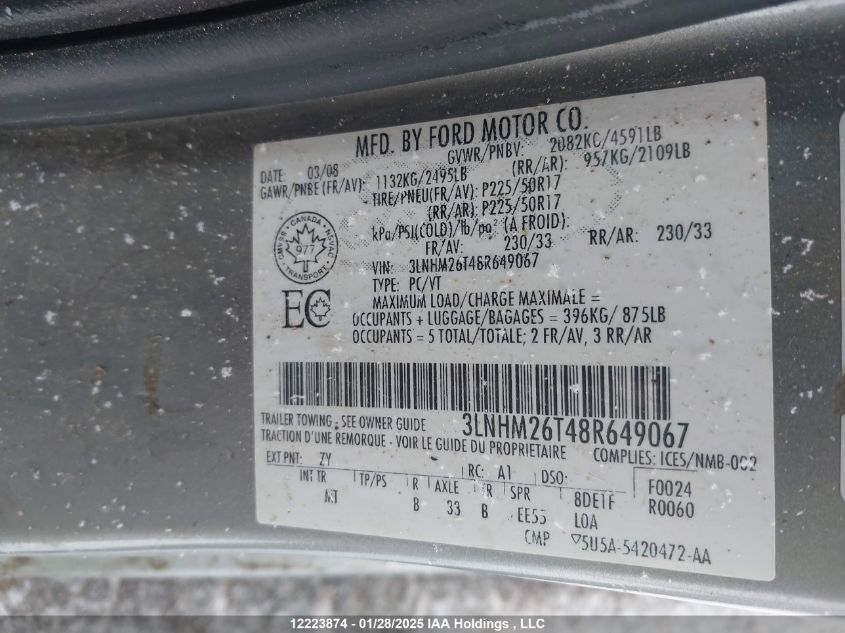 MFD. BY FORD MOTOR CO.
DATE: 03/08 GVWR/PNBV: 2082KG/4591LB
GAWR/PNBE (FR/AV): 1132KG/2495LB (RR/AR): 957KG/2109LB
TIRE/PNEU(FR/AV): P225/50R17
(RR/AR): P225/50R17
kPa/PSI(COLD)/lb/po² (A FROID):
FR/AV: 230/33 RR/AR: 230/33
CANADA
977
TRANSPORT
VIN: 3LNHM26T48R649067
TYPE: PC/VT
EC
MAXIMUM LOAD/CHARGE MAXIMALE =
OCCUPANTS + LUGGAGE/BAGAGES = 396KG/ 875LB
OCCUPANTS = 5 TOTAL/TOTALE; 2 FR/AV, 3 RR/AR
3LNHM26T48R649067
TRAILER TOWING - SEE OWNER GUIDE
TRACTION D'UNE REMORQUE - VOIR LE GUIDE DU PROPRIETAIRE
COMPLIES: ICES/NMB-002
EXT PNT: ZY RC: A1 DSO:
INT TR TP/PS R AXLE R SPR 8DE1F F0024
B 33 B EE55 LOA R0060
CMP ▽5U5A-5420472-AA
12223874 - 01/28/2025 IAA Holdings , LLC